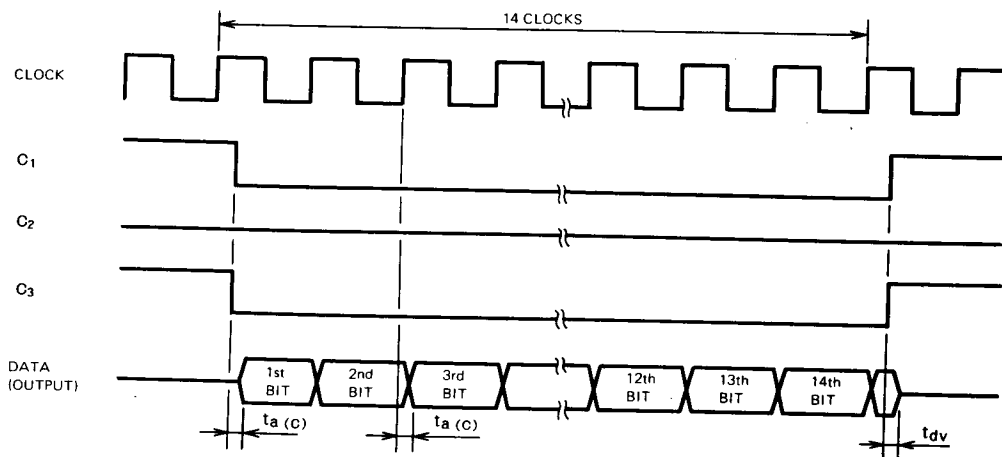 14 CLOCKS
CLOCK
C1
C2
C3
DATA
(OUTPUT)
1st
BIT
2nd
BIT
3rd
BIT
12th
BIT
13th
BIT
14th
BIT
ta (C)
ta (C)
tdv